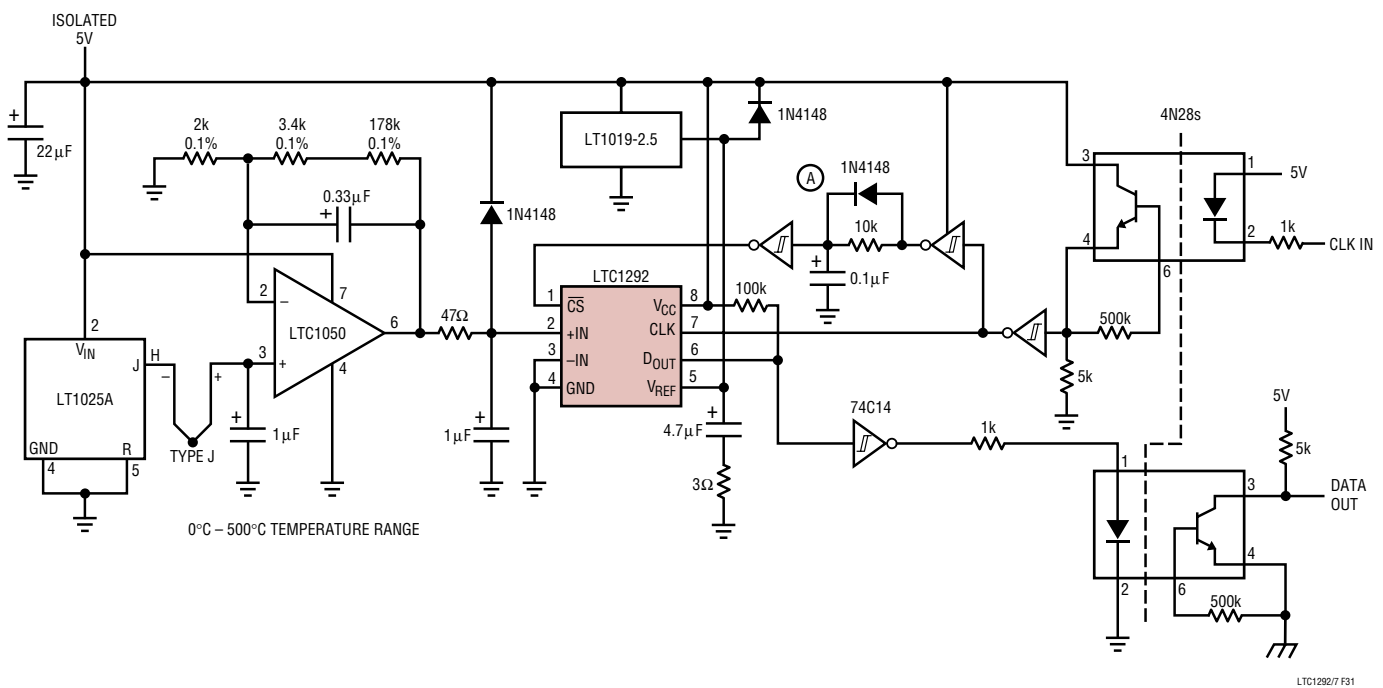 ISOLATED
5V
+
22µF
2k
0.1%
3.4k
0.1%
178k
0.1%
+
0.33µF
1N4148
LT1019-2.5
1N4148
A
1N4148
10k
+
0.1µF
4N28s
3
1
5V
2
1k
CLK IN
4
6
500k
5k
2
VIN
J
H
–
+
LT1025A
GND
R
4
5
TYPE J
+
1µF
2
–
7
LTC1050
6
3
+
4
47Ω
+
1µF
LTC1292
1
CS
VCC
8
100k
2
+IN
CLK
7
3
–IN
DOUT
6
4
GND
VREF
5
+
4.7µF
3Ω
74C14
1k
5V
5k
1
3
DATA
OUT
4
2
6
500k
0°C – 500°C TEMPERATURE RANGE
LTC1292/7 F31